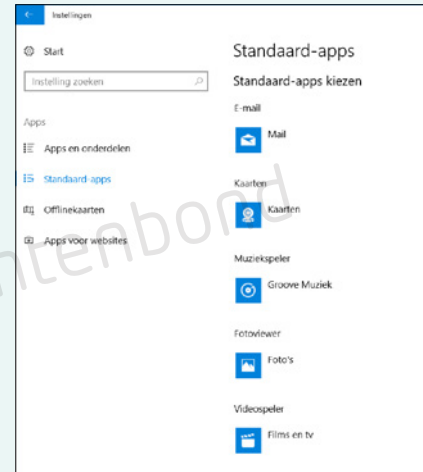 Instellingen
Start
Instelling zoeken
Apps
Apps en onderdelen
Standaard-apps
Offlinekaarten
Apps voor websites
Standaard-apps
Standaard-apps kiezen
E-mail
Mail
Kaarten
Kaarten
Muziekspeler
Groove Muziek
Fotoviewer
Foto's
Videospeler
Films en tv
ntenbond